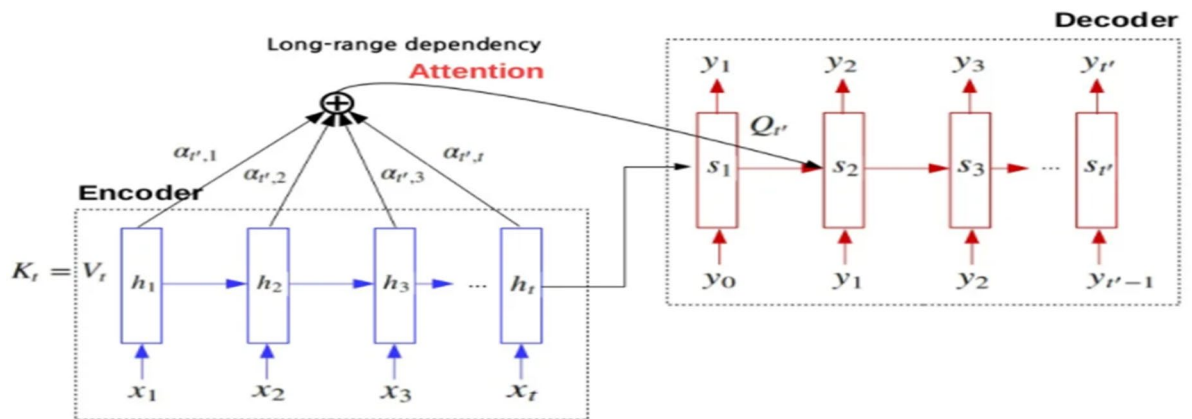 Decoder
Long-range dependency
Attention
y₁ y₂ y₃ yₜ′
Qₜ′
αₜ′,₁ αₜ′,₂ αₜ′,₃ αₜ′,ₜ
s₁ s₂ s₃ ... sₜ′
Encoder
Kₜ = Vₜ h₁ h₂ h₃ ... hₜ
y₀ y₁ y₂ yₜ′₋₁
x₁ x₂ x₃ xₜ